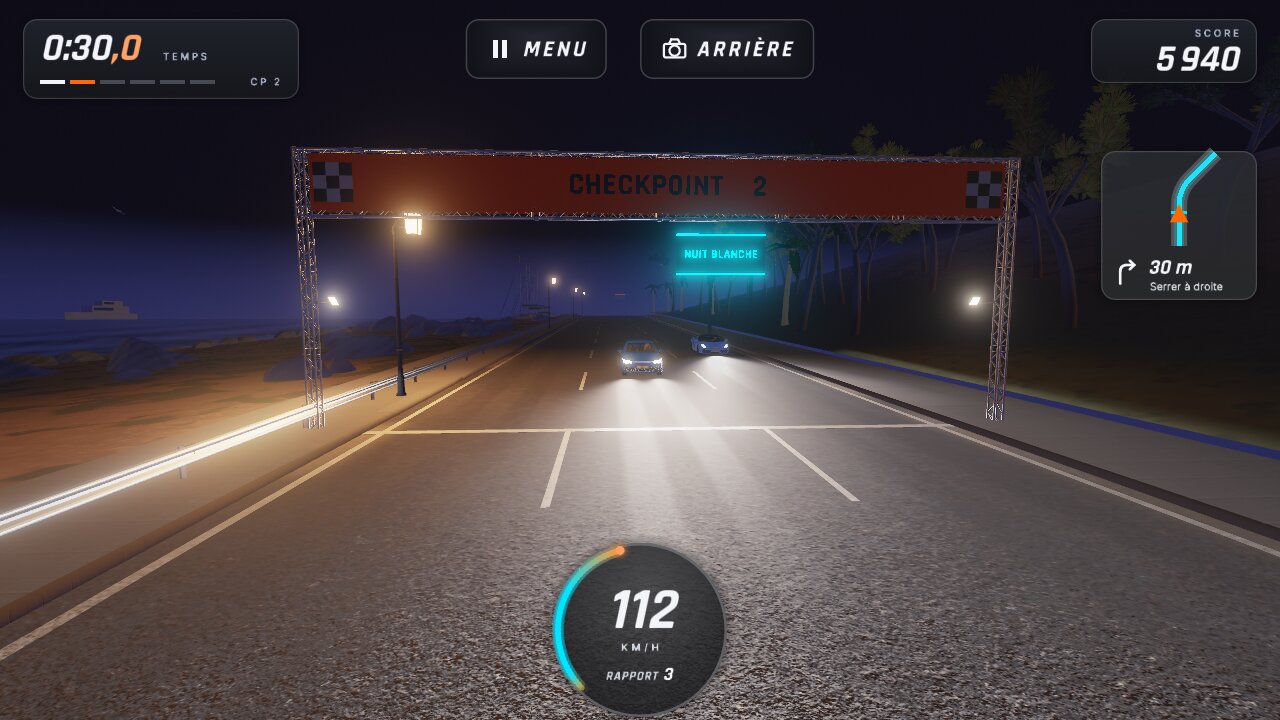 0:30,0 TEMPS
CP 2
MENU
ARRIÈRE
SCORE
5 940
CHECKPOINT 2
NUIT BLANCHE
30 m
Serrer à droite
112
KM/H
RAPPORT 3